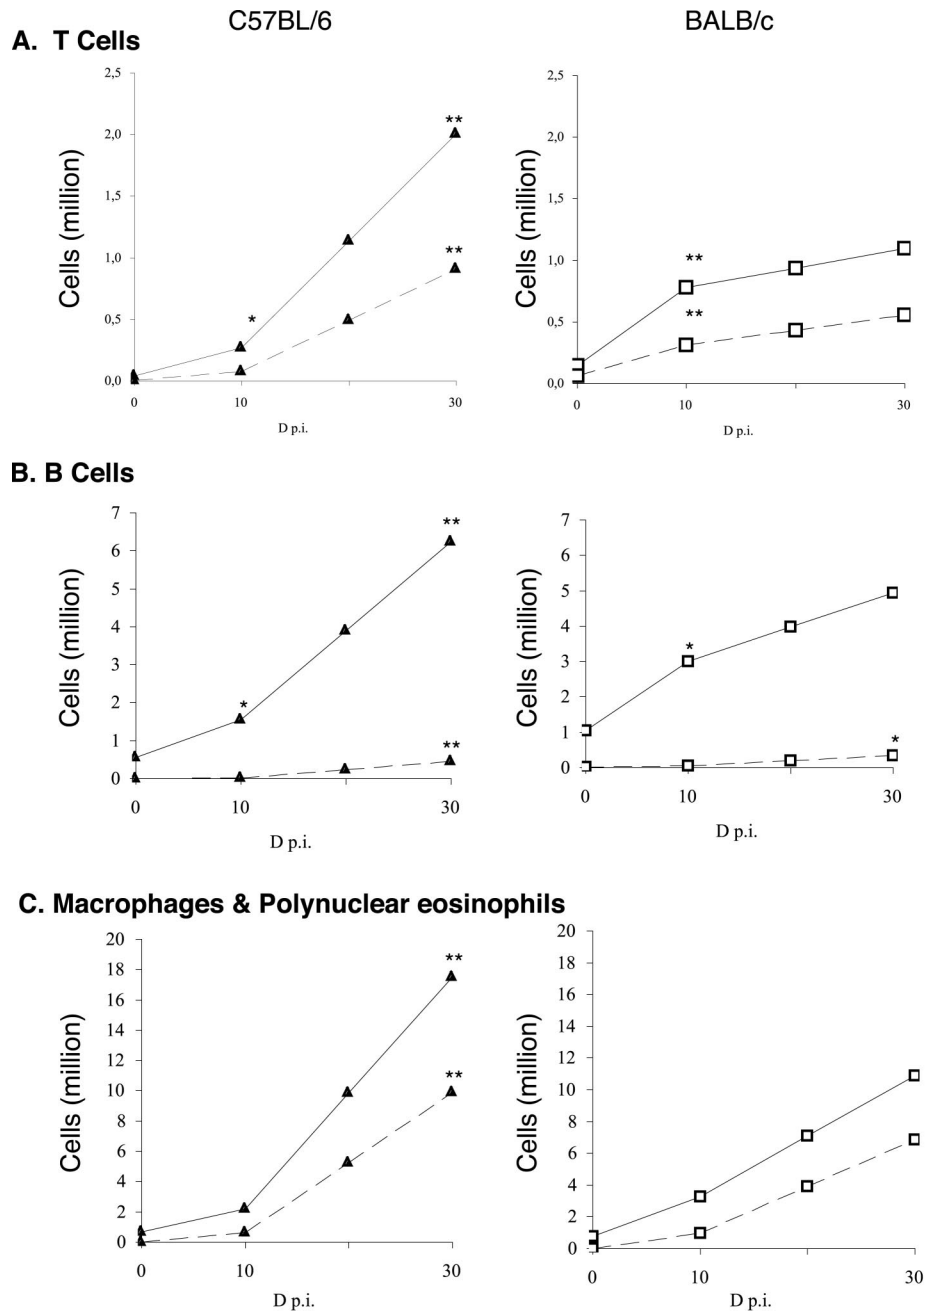 C57BL/6 BALB/c
A. T Cells
2,5
2,0
1,5
1,0
0,5
0,0
Cells (million)
**
**
*
0 10 30
D p.i.
2,5
2,0
1,5
1,0
0,5
0,0
Cells (million)
**
**
0 10 30
D p.i.
B. B Cells
7
6
5
4
3
2
1
0
Cells (million)
**
*
**
0 10 30
D p.i.
7
6
5
4
3
2
1
0
Cells (million)
*
*
0 10 30
D p.i.
C. Macrophages & Polynuclear eosinophils
20
18
16
14
12
10
8
6
4
2
0
Cells (million)
**
**
0 10 30
D p.i.
20
18
16
14
12
10
8
6
4
2
0
Cells (million)
0 10 30
D p.i.